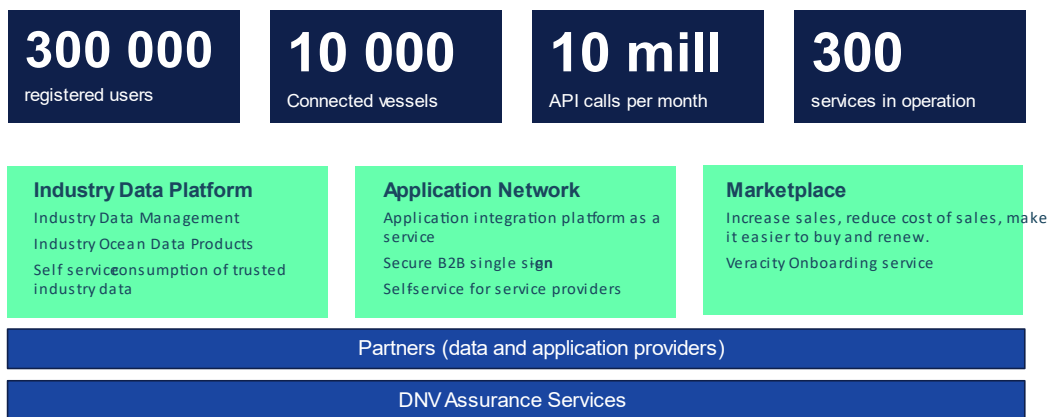 300 000
registered users
10 000
Connected vessels
10 mill
API calls per month
300
services in operation
Industry Data Platform
Industry Data Management
Industry Ocean Data Products
Self serviceconsumption of trusted
industry data
Application Network
Application integration platform as a
service
Secure B2B single sign
Self-service for service providers
Marketplace
Increase sales, reduce cost of sales, make
it easier to buy and renew.
Veracity Onboarding service
Partners (data and application providers)
DNV Assurance Services